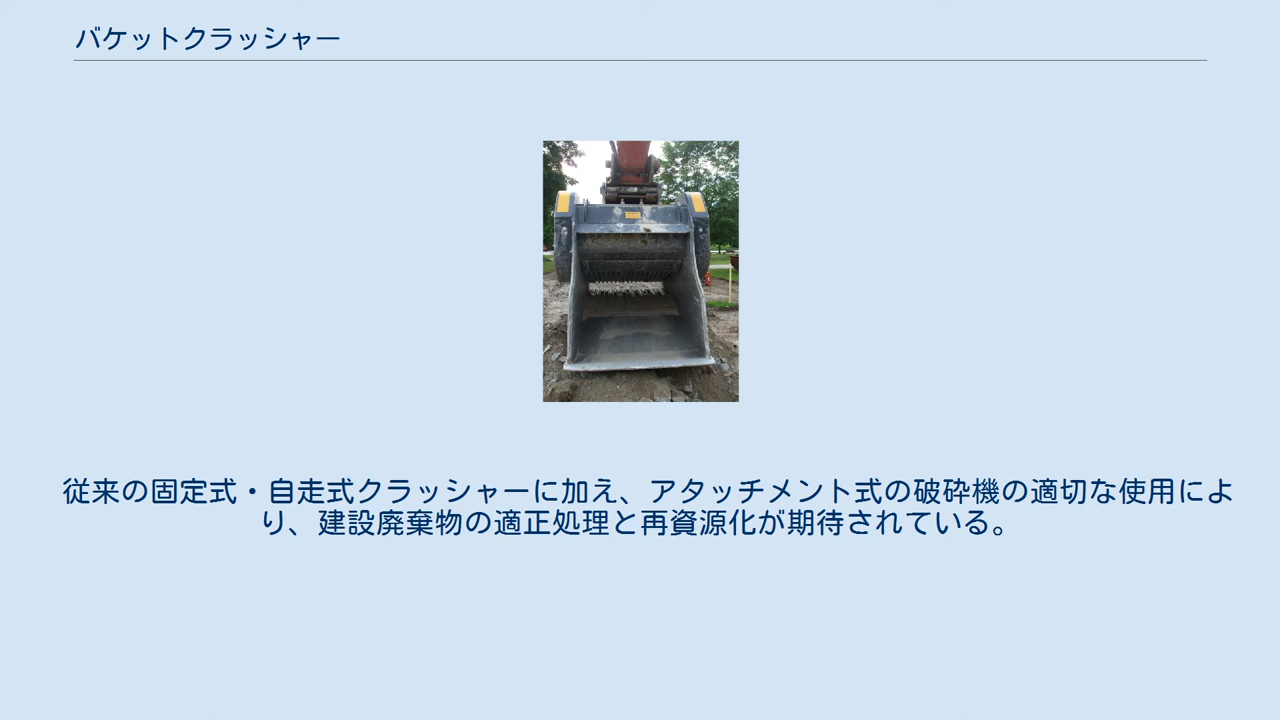 バケットクラッシャー
従来の固定式・自走式クラッシャーに加え、アタッチメント式の破砕機の適切な使用によ
り、建設廃棄物の適正処理と再資源化が期待されている。